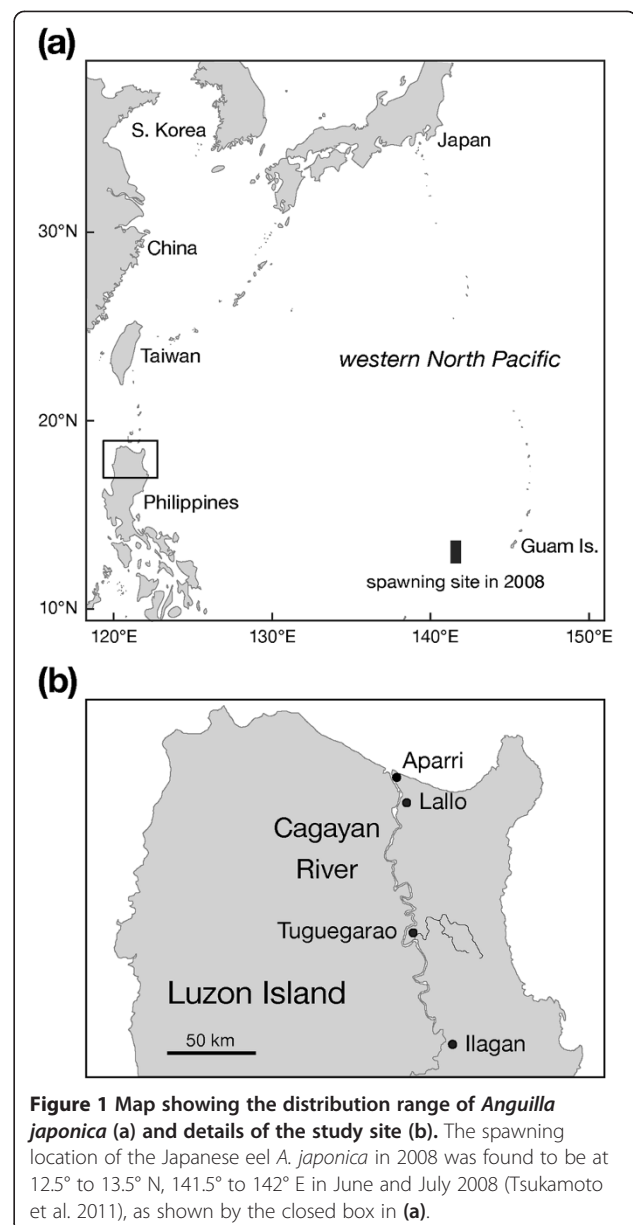 (a)
S. Korea
Japan
30°N
China
Taiwan
western North Pacific
20°N
Philippines
Guam Is.
spawning site in 2008
10°N
120°E 130°E 140°E 150°E
(b)
Aparri
Lallo
Cagayan
River
Tuguegarao
Luzon Island
50 km
Ilagan
Figure 1 Map showing the distribution range of Anguilla
japonica (a) and details of the study site (b). The spawning
location of the Japanese eel A. japonica in 2008 was found to be at
12.5° to 13.5° N, 141.5° to 142° E in June and July 2008 (Tsukamoto
et al. 2011), as shown by the closed box in (a).